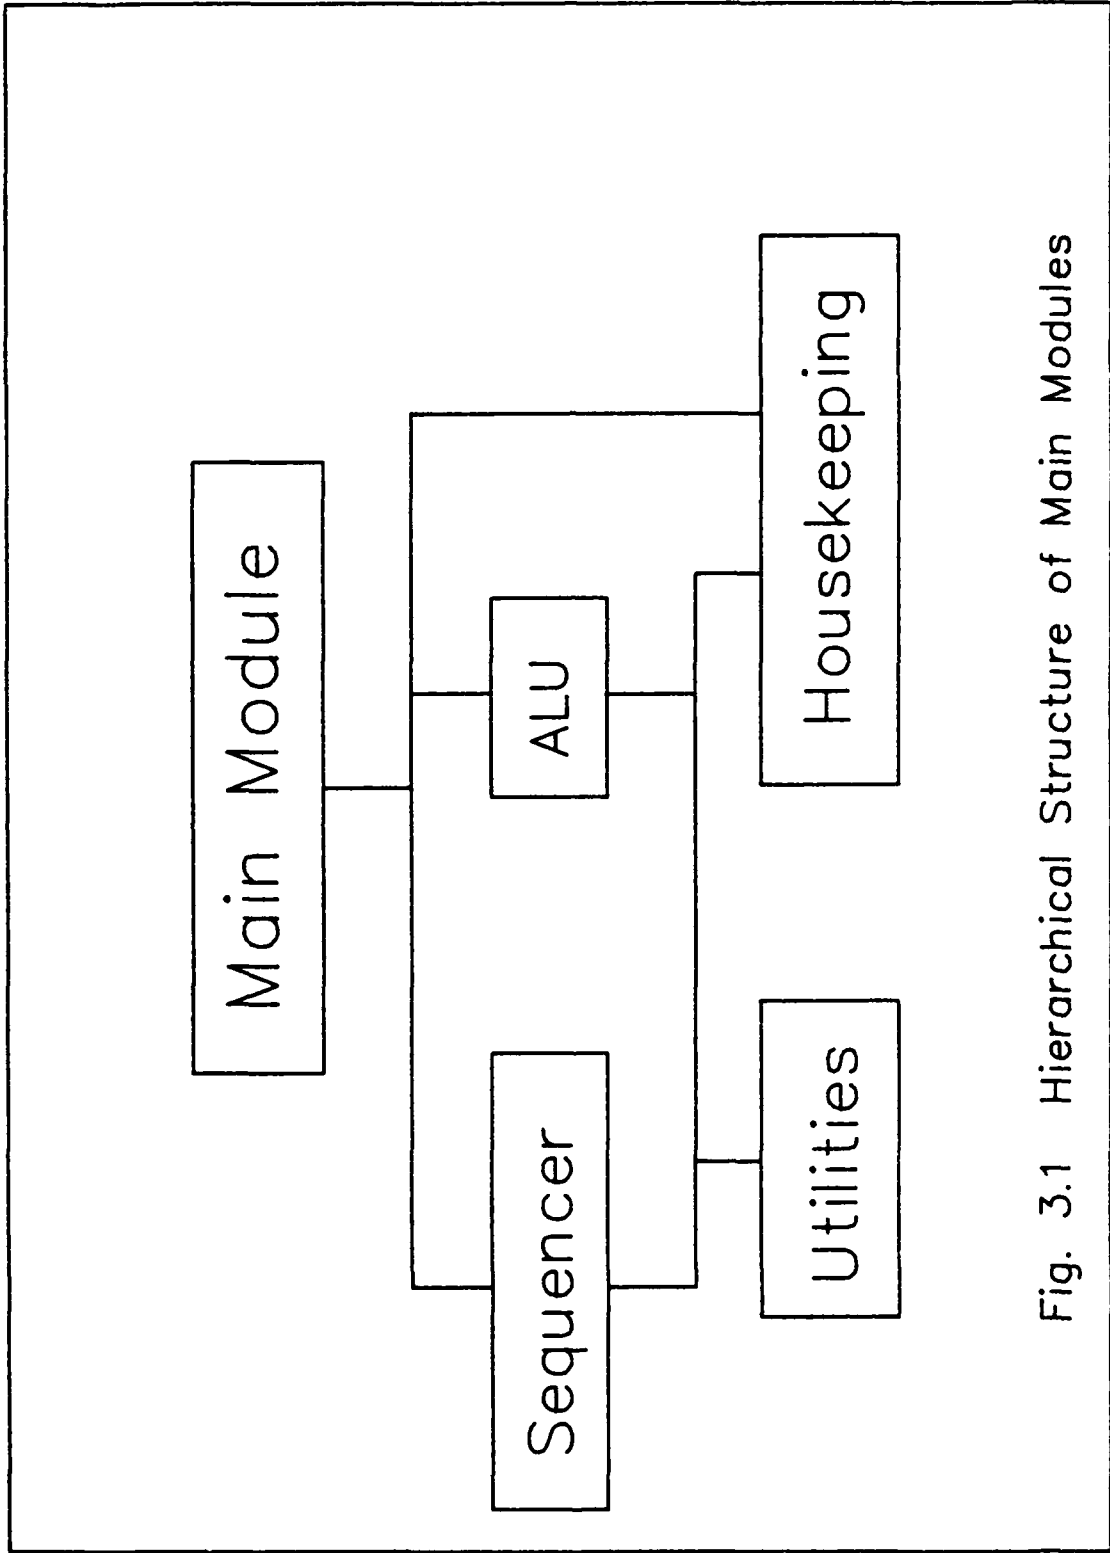 Main Module
Sequencer
ALU
Utilities
Housekeeping
Fig. 3.1 Hierarchical Structure of Main Modules